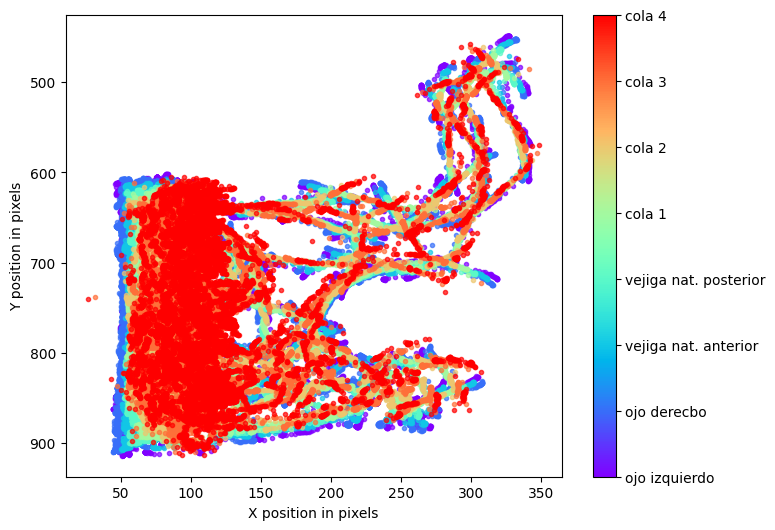 500
600
700
800
900
Y position in pixels
50
100
150
200
250
300
350
X position in pixels
cola 4
cola 3
cola 2
cola 1
vejiga nat. posterior
vejiga nat. anterior
ojo derecbo
ojo izquierdo